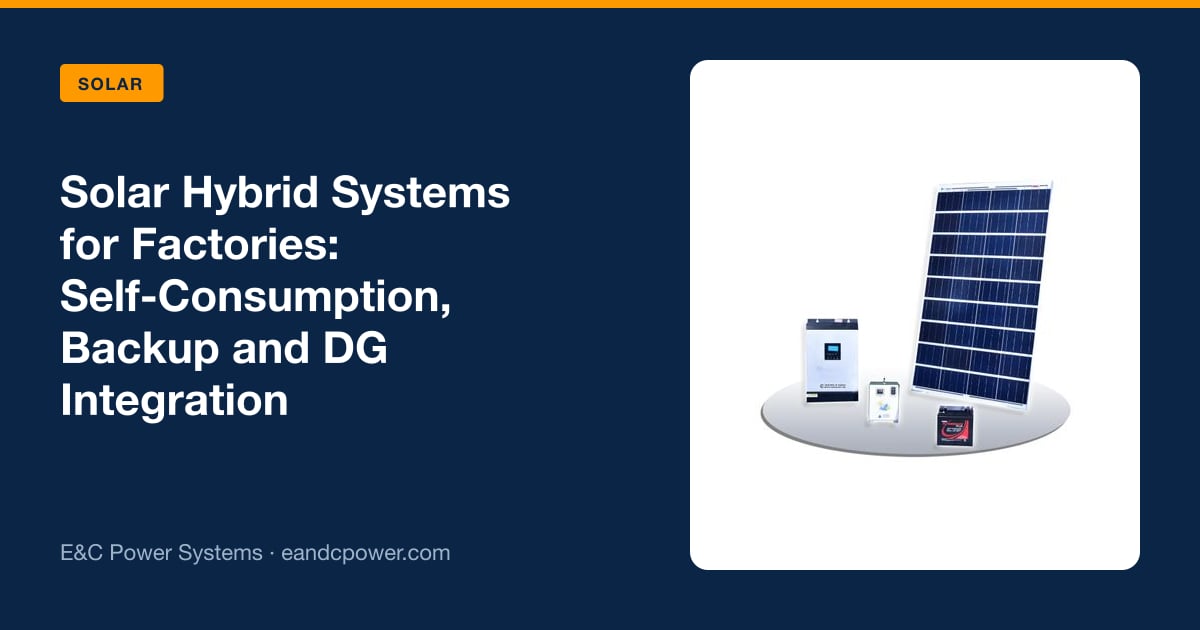 SOLAR
Solar Hybrid Systems
for Factories:
Self-Consumption,
Backup and DG
Integration
E&C Power Systems · eandcpower.com